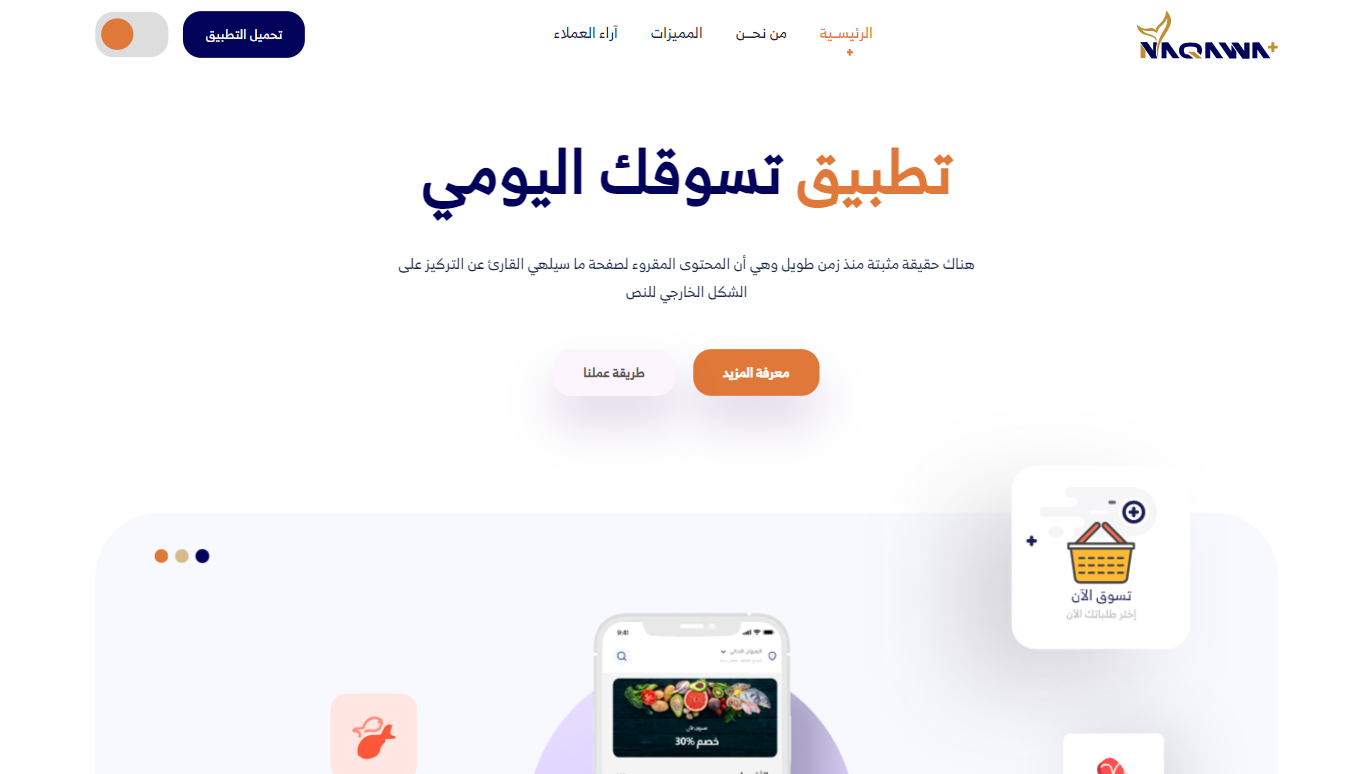 NAQAWA+
الرئيسـية
من نحـن
المميزات
آراء العملاء
تحميل التطبيق
تطبيق تسوقك اليومي
هناك حقيقة مثبتة منذ زمن طويل وهي أن المحتوى المقروء لصفحة ما سيلهي القارئ عن التركيز على
الشكل الخارجي للنص
معرفة المزيد
طريقة عملنا
تسوق الآن
إختر طلباتك الآن
9:41
العنوان الحالي
تسوق الآن
خصم 30%